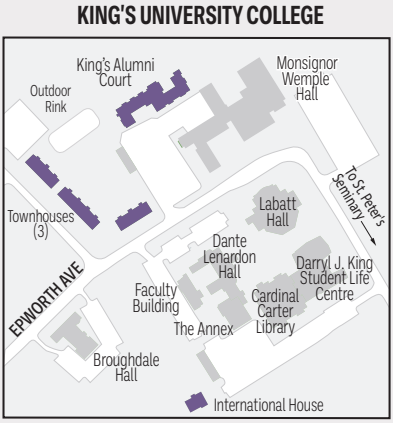 KING'S UNIVERSITY COLLEGE
King's Alumni
Court
Monsignor
Wemple
Hall
Outdoor
Rink
To St. Peter's
Seminary
Townhouses
(3)
Labatt
Hall
Dante
Lenardon
Hall
Darryl J. King
Student Life
Centre
EPWORTH AVE
Faculty
Building
Cardinal
Carter
Library
The Annex
Broughdale
Hall
International House